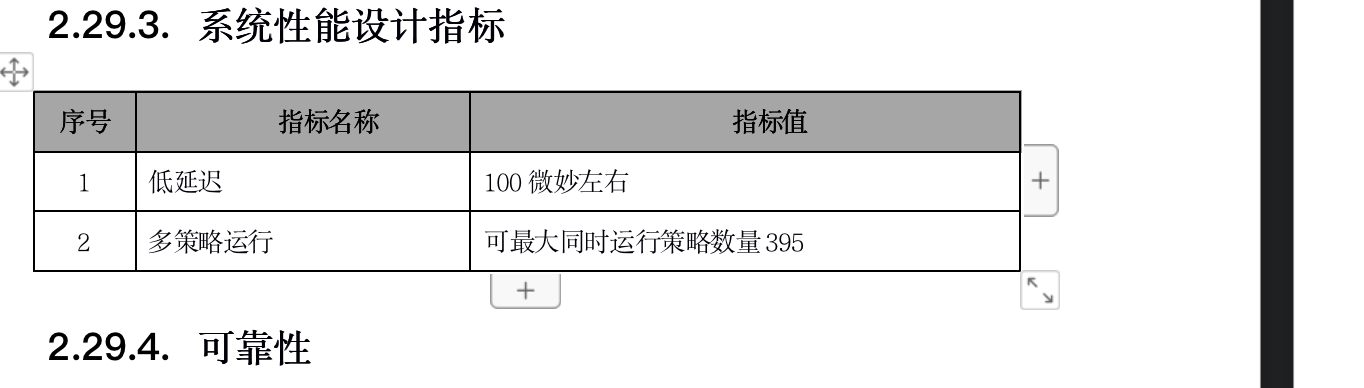 2.29.3. 系统性能设计指标
序号 指标名称 指标值
1 低延迟 100 微妙左右
2 多策略运行 可最大同时运行策略数量 395
2.29.4. 可靠性